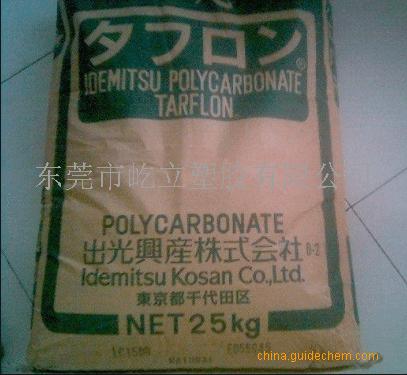 タフロン®
IDEMITSU POLYCARBONATE
TARFLON
东莞市屹立塑胶有限公司
POLYCARBONATE
出光興産株式会社 D-2
Idemitsu Kosan Co.,Ltd.
東京都千代田区
NET 25kg
NATURAL
china.guidechem.com